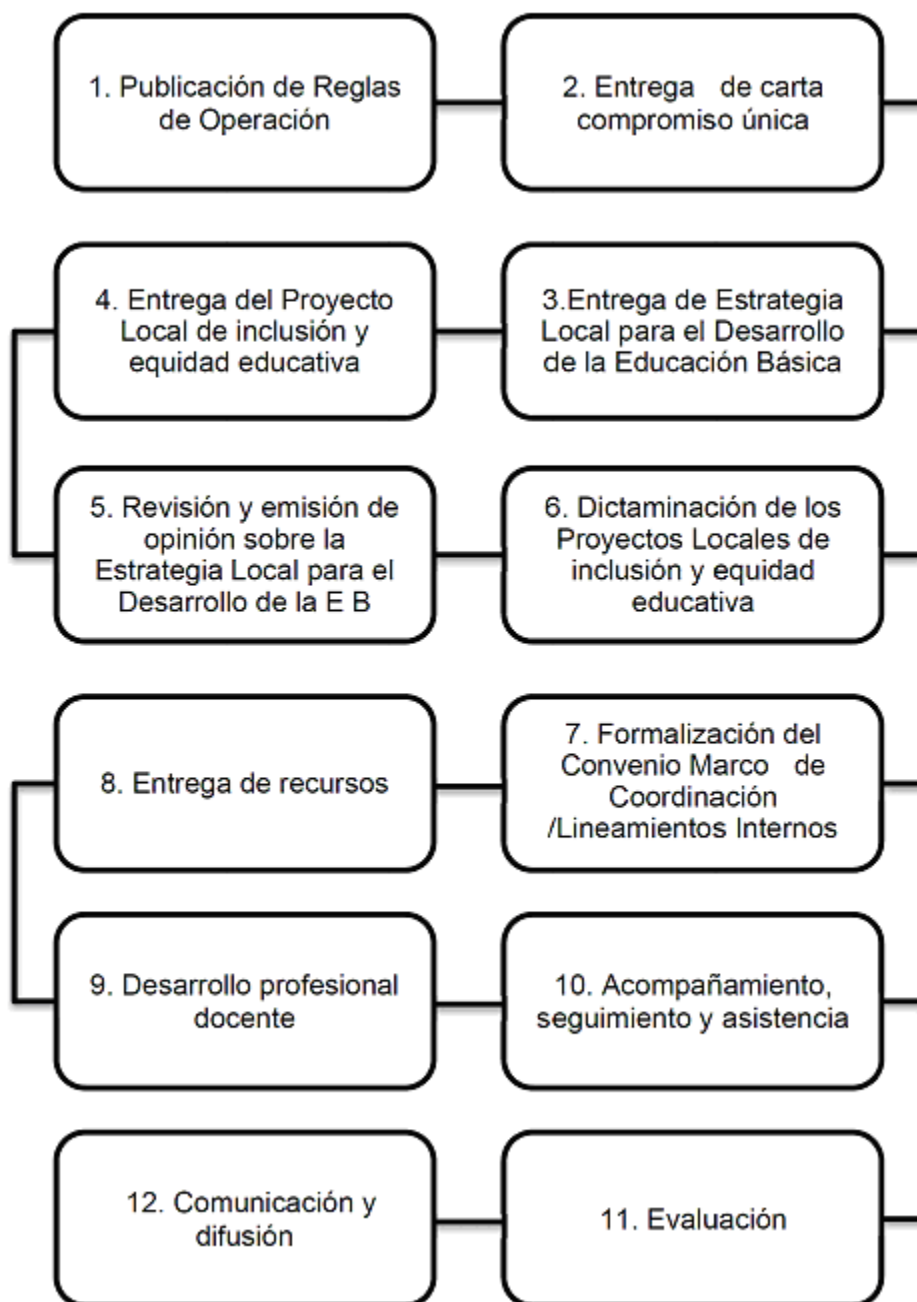 1. Publicación de Reglas
de Operación
2. Entrega de carta
compromiso única
3.Entrega de Estrategia
Local para el Desarrollo
de la Educación Básica
4. Entrega del Proyecto
Local de inclusión y
equidad educativa
5. Revisión y emisión de
opinión sobre la
Estrategia Local para el
Desarrollo de la E B
6. Dictaminación de los
Proyectos Locales de
inclusión y equidad
educativa
7. Formalización del
Convenio Marco de
Coordinación
/Lineamientos Internos
8. Entrega de recursos
9. Desarrollo profesional
docente
10. Acompañamiento,
seguimiento y asistencia
11. Evaluación
12. Comunicación y
difusión